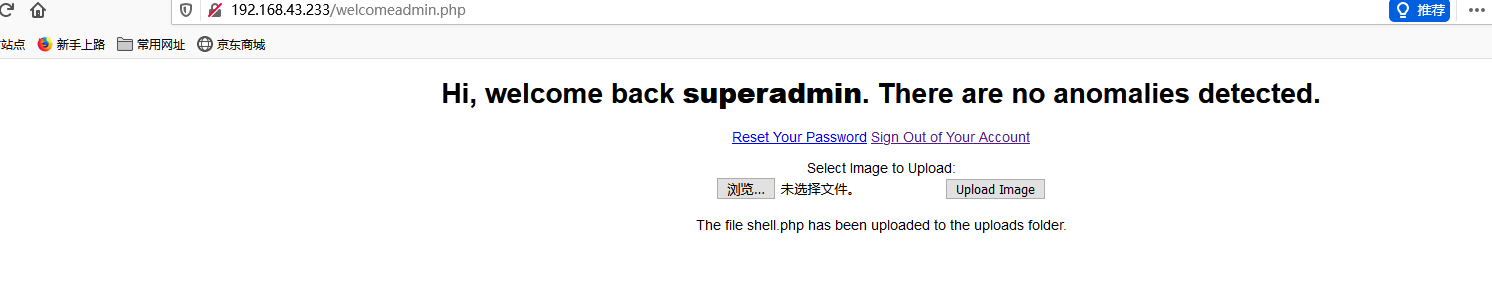 192.168.43.233/welcomeadmin.php
推荐
站点 新手上路 常用网址 京东商城
Hi, welcome back superadmin. There are no anomalies detected.
Reset Your Password Sign Out of Your Account
Select Image to Upload:
浏览... 未选择文件。 Upload Image
The file shell.php has been uploaded to the uploads folder.